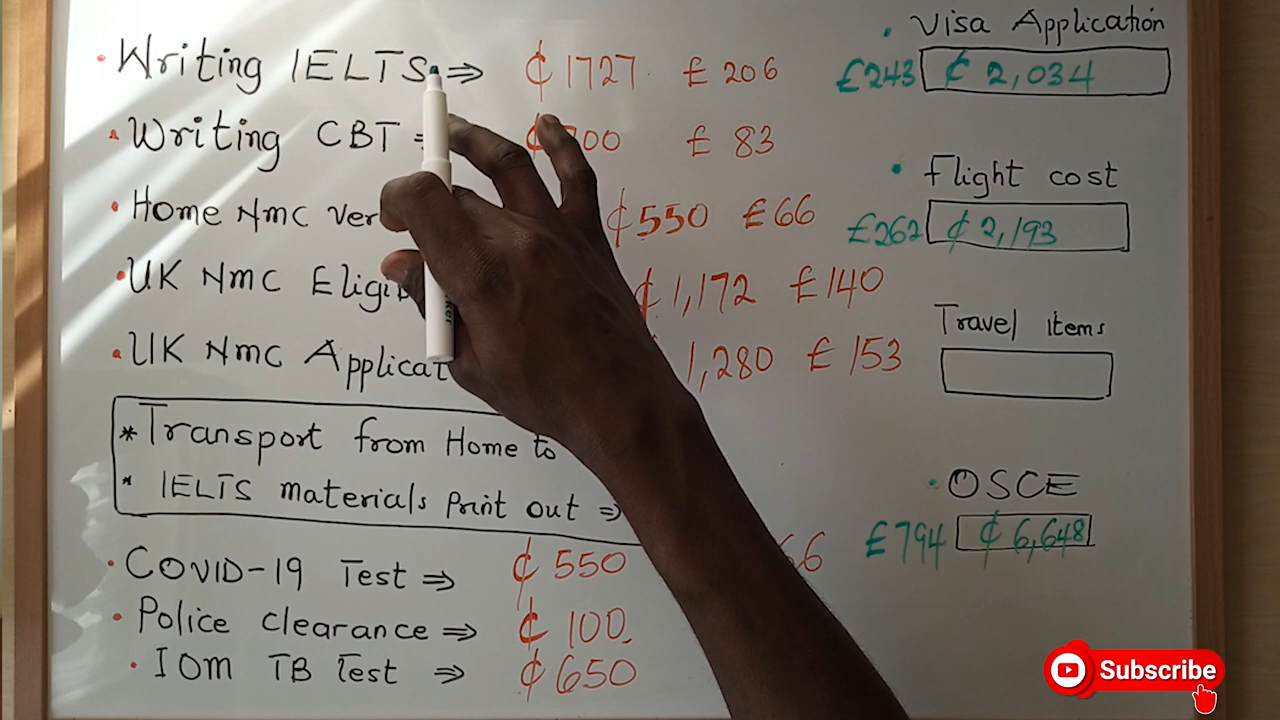 Writing IELTS ⇒ ₵ 1727 £ 206
Writing CBT £ 83
Home NMC ₵550 £66
UK NMC ₵1,172 £140
UK NMC 1,280 £ 153
* Transport from Home to
* IELTS materials Print out ⇒
COVID-19 Test ⇒ ₵ 550
Police clearance ⇒ ₵ 100
IOM TB Test ⇒ ₵ 650
Visa Application
£243 ₵ 2,034
Flight cost
£262 ₵ 2,193
Travel items
OSCE
£794 ₵ 6,648
Subscribe